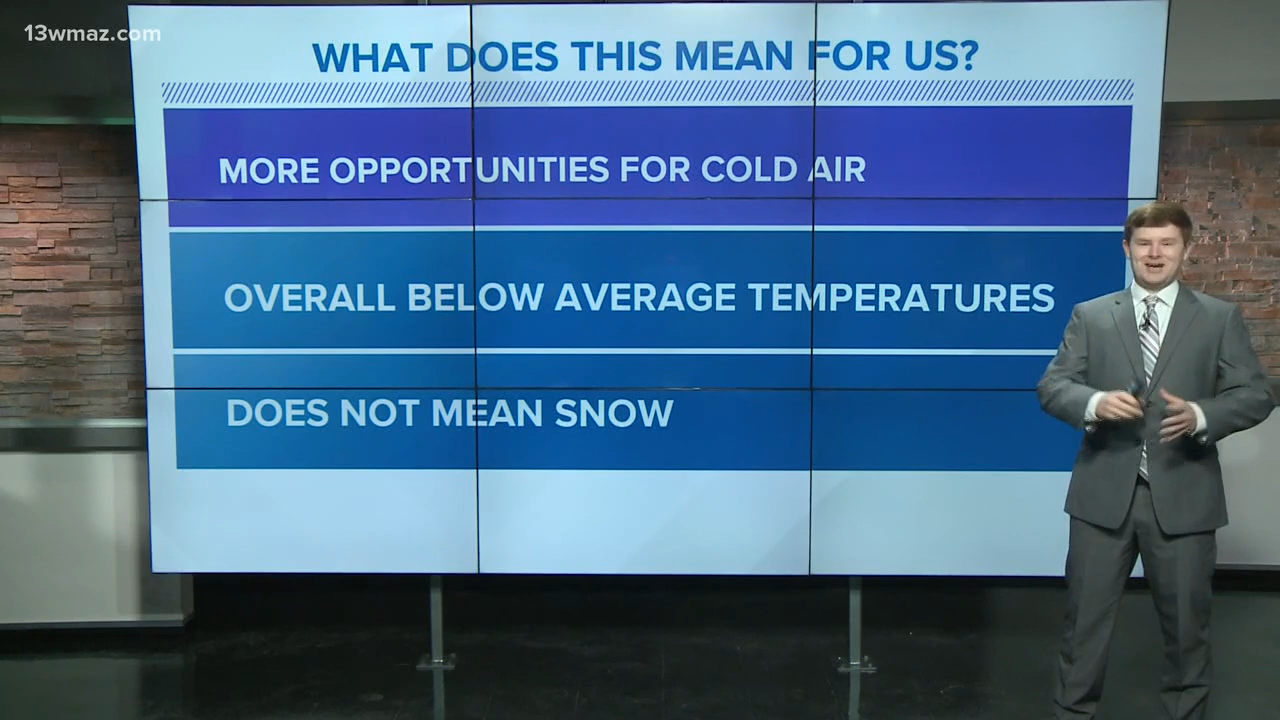 13wmaz.com
WHAT DOES THIS MEAN FOR US?
MORE OPPORTUNITIES FOR COLD AIR
OVERALL BELOW AVERAGE TEMPERATURES
DOES NOT MEAN SNOW